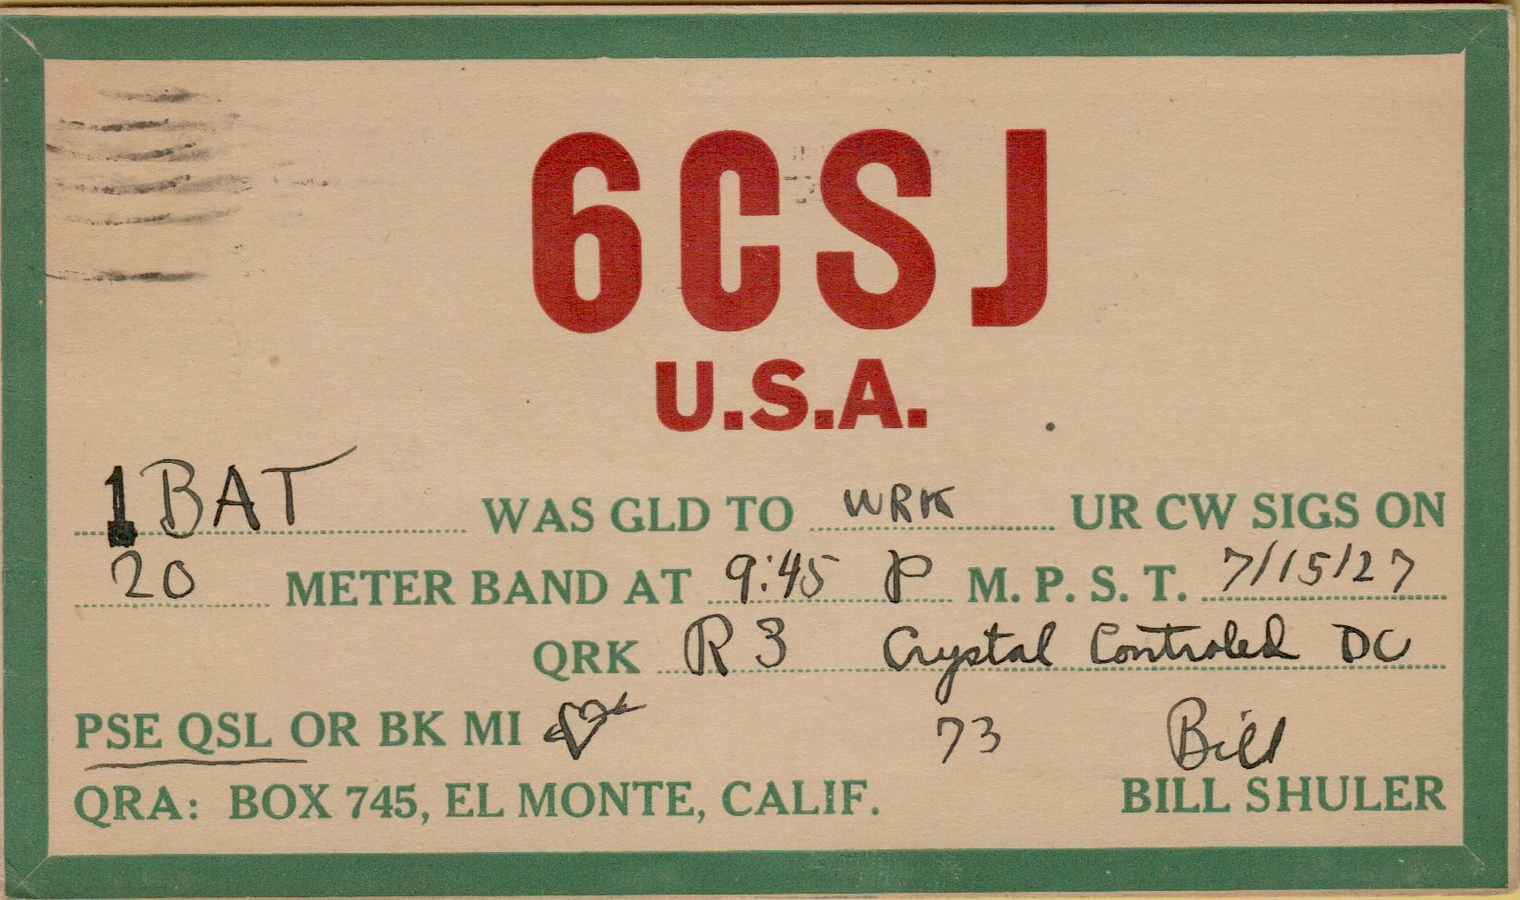 6CSJ
U.S.A.
1BAT WAS GLD TO WRK UR CW SIGS ON
20 METER BAND AT 9:45 P M. P. S. T. 7/15/27
QRK R3 Crystal Controled DC
PSE QSL OR BK MI
73 Bill
QRA: BOX 745, EL MONTE, CALIF. BILL SHULER